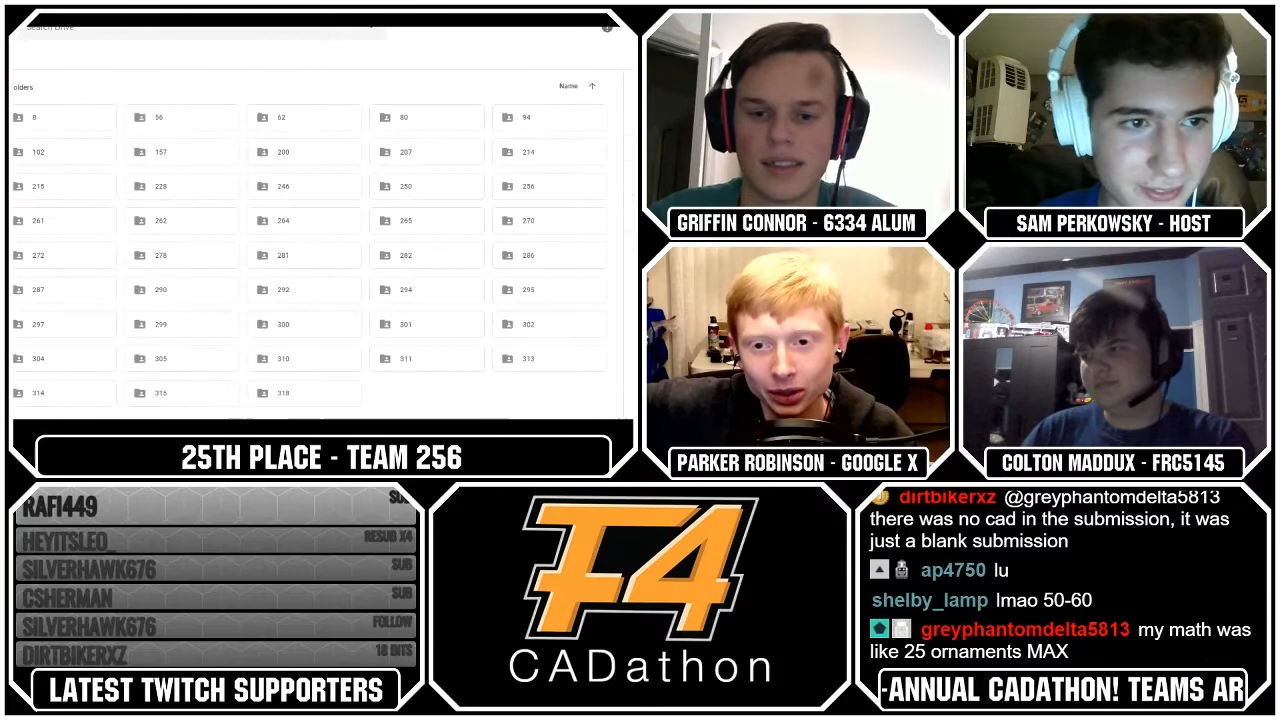 Search Drive
olders
Name
8 56 62 80 94
102 157 200 207 214
215 228 246 250 256
261 262 264 265 270
272 278 281 282 286
287 290 292 294 295
297 299 300 301 302
304 305 310 311 313
314 315 318
25TH PLACE - TEAM 256
GRIFFIN CONNOR - 6334 ALUM
SAM PERKOWSKY - HOST
PARKER ROBINSON - GOOGLE X
COLTON MADDUX - FRC5145
RAFI449 SUB
HEYITSLEO_ RESUB X4
SILVERHAWK676 SUB
CSHERMAN SUB
SILVERHAWK676 FOLLOW
DIRTBIKERXZ 18 BITS
LATEST TWITCH SUPPORTERS
F4
CADathon
dirtbikerxz @greyphantomdelta5813
there was no cad in the submission, it was
just a blank submission
ap4750 lu
shelby_lamp lmao 50-60
greyphantomdelta5813 my math was
like 25 ornaments MAX
-ANNUAL CADATHON! TEAMS AR